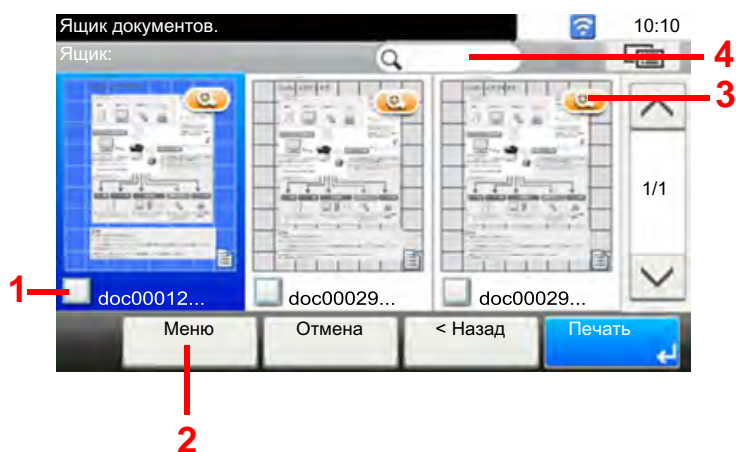 Ящик документов.
10:10
Ящик:
4
3
1/1
1
doc00012...
doc00029...
doc00029...
Меню
Отмена
< Назад
Печать
2